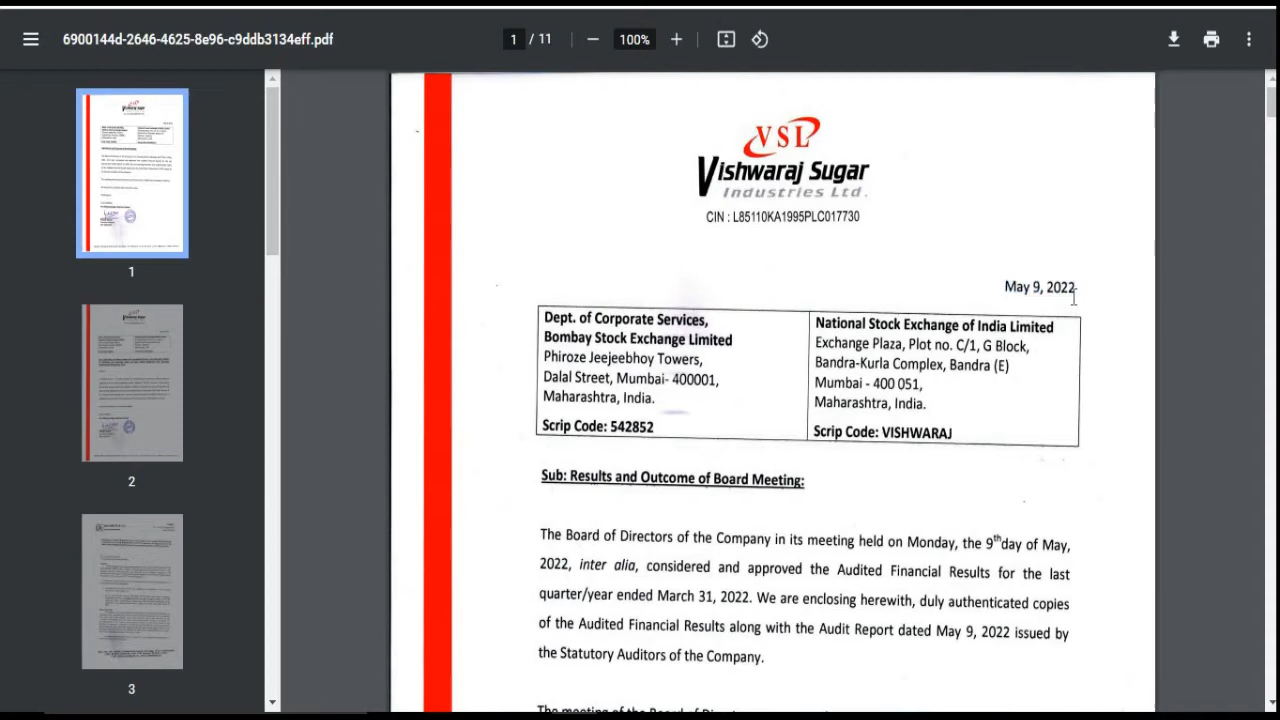 6900144d-2646-4625-8e96-c9ddb3134eff.pdf
1 / 11
100%
VSL
Vishwaraj Sugar
Industries Ltd.
CIN : L85110KA1995PLC017730
May 9, 2022
Dept. of Corporate Services,
Bombay Stock Exchange Limited
Phiroze Jeejeebhoy Towers,
Dalal Street, Mumbai- 400001,
Maharashtra, India.
Scrip Code: 542852
National Stock Exchange of India Limited
Exchange Plaza, Plot no. C/1, G Block,
Bandra-Kurla Complex, Bandra (E)
Mumbai - 400 051,
Maharashtra, India.
Scrip Code: VISHWARAJ
Sub: Results and Outcome of Board Meeting:
The Board of Directors of the Company in its meeting held on Monday, the 9th day of May,
2022, inter alia, considered and approved the Audited Financial Results for the last
quarter/year ended March 31, 2022. We are enclosing herewith, duly authenticated copies
of the Audited Financial Results along with the Audit Report dated May 9, 2022 issued by
the Statutory Auditors of the Company.
The meeting of the Board of
1
2
3